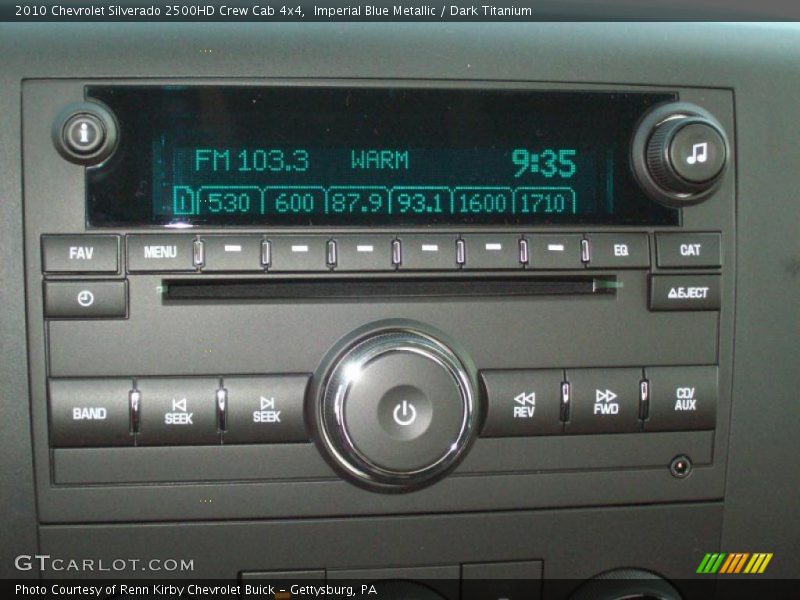 2010 Chevrolet Silverado 2500HD Crew Cab 4x4,  Imperial Blue Metallic / Dark Titanium
FM 103.3 WARM 9:35
1 530 600 87.9 93.1 1600 1710
FAV MENU EQ CAT
EJECT
BAND SEEK SEEK REV FWD CD/
AUX
GTCARLOT.COM
Photo Courtesy of Renn Kirby Chevrolet Buick - Gettysburg, PA